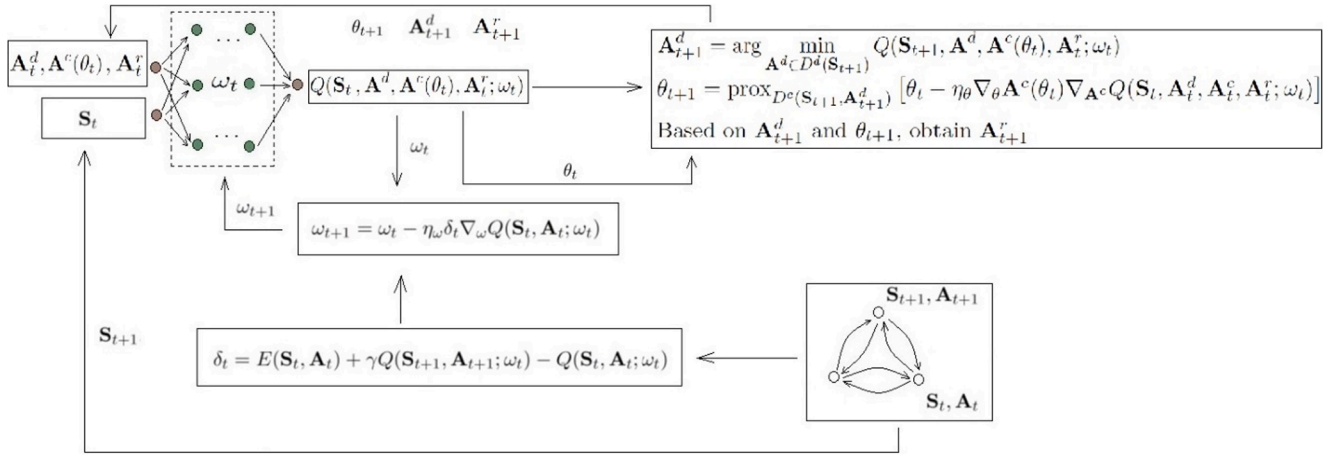 θ_{t+1} A^d_{t+1} A^r_{t+1}
A^d_t, A^c(θ_t), A^r_t
S_t
. . .
ω_t
. . .
Q(S_t, A^d, A^c(θ_t), A^r_t; ω_t)
A^d_{t+1} = arg min_{A^d⊂D^d(S_{t+1})} Q(S_{t+1}, A^d, A^c(θ_t), A^r_t; ω_t)
θ_{t+1} = prox_{D^c(S_{t+1}, A^d_{t+1})} [θ_t − η_θ ∇_θ A^c(θ_t) ∇_{A^c} Q(S_t, A^d_t, A^c_t, A^r_t; ω_t)]
Based on A^d_{t+1} and θ_{t+1}, obtain A^r_{t+1}
ω_t
θ_t
ω_{t+1}
ω_{t+1} = ω_t − η_ω δ_t ∇_ω Q(S_t, A_t; ω_t)
S_{t+1}
δ_t = E(S_t, A_t) + γQ(S_{t+1}, A_{t+1}; ω_t) − Q(S_t, A_t; ω_t)
S_{t+1}, A_{t+1}
S_t, A_t